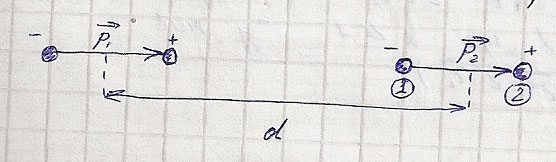 - p₁ + - p₂ +
① ②
d